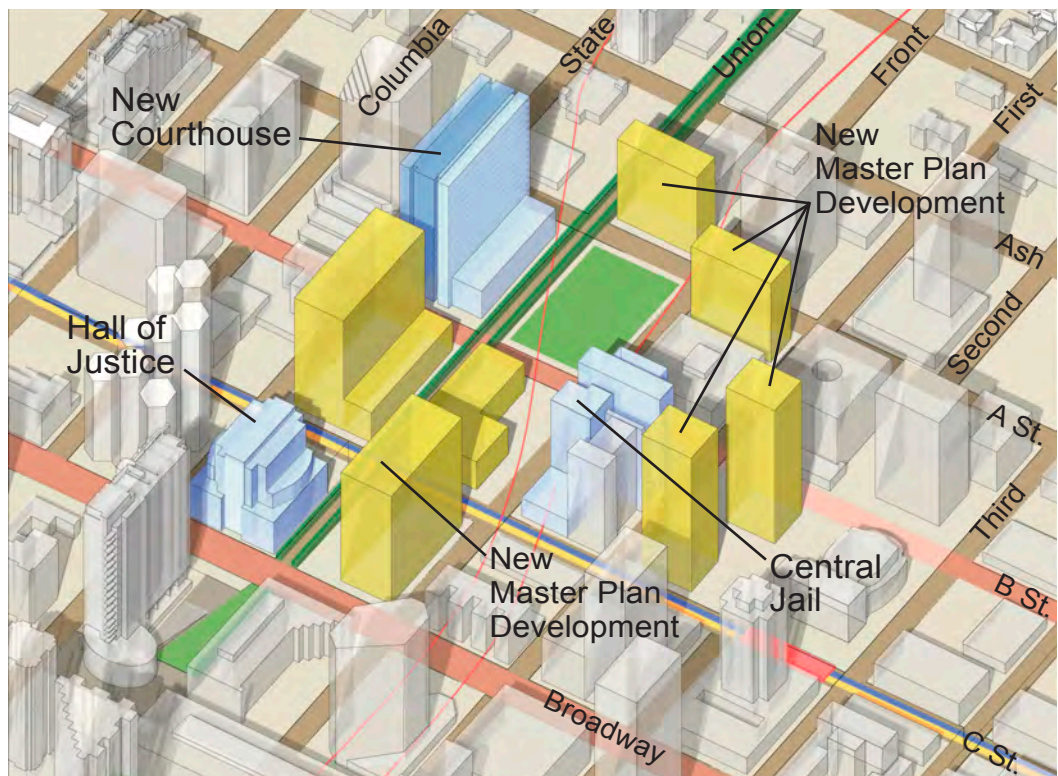 Columbia
State
Union
Front
First
New
Courthouse
New
Master Plan
Development
Ash
Hall of
Justice
Second
A St.
Third
New
Master Plan
Development
Central
Jail
B St.
Broadway
C St.